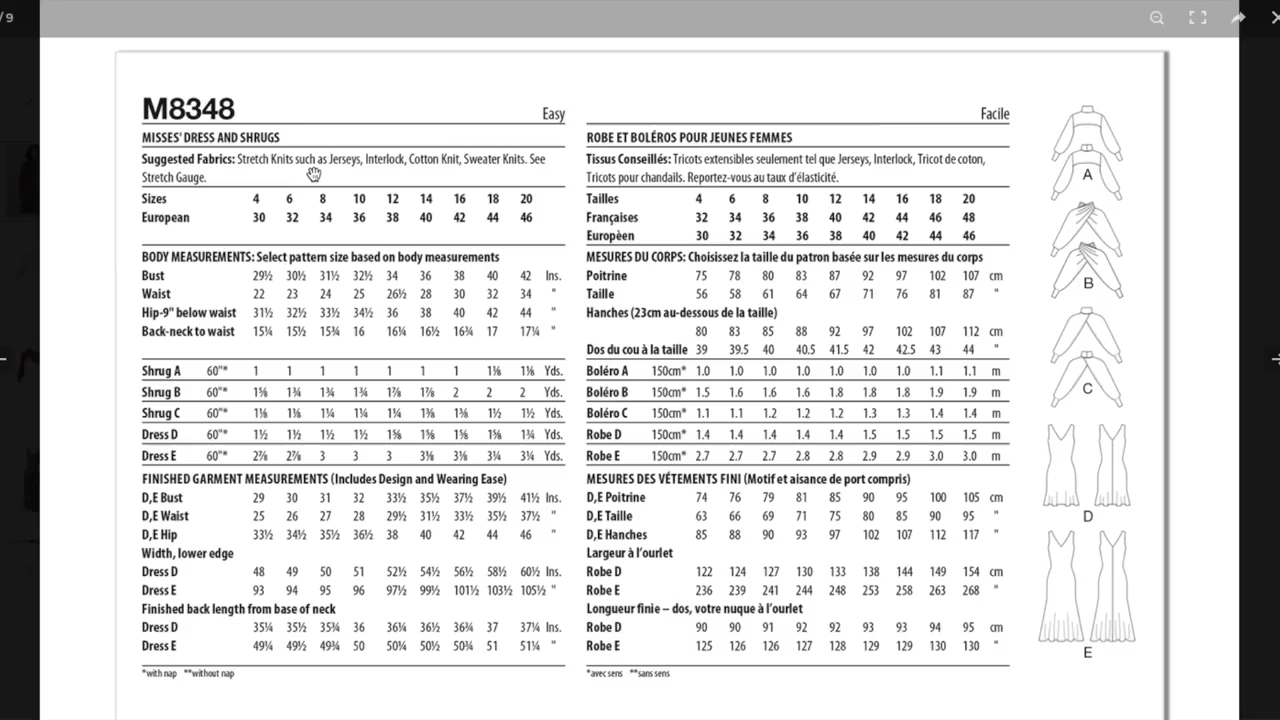 /9
M8348
Easy
MISSES' DRESS AND SHRUGS
Suggested Fabrics: Stretch Knits such as Jerseys, Interlock, Cotton Knit, Sweater Knits. See
Stretch Gauge.
Sizes 4 6 8 10 12 14 16 18 20
European 30 32 34 36 38 40 42 44 46
BODY MEASUREMENTS: Select pattern size based on body measurements
Bust 29½ 30½ 31½ 32½ 34 36 38 40 42 Ins.
Waist 22 23 24 25 26½ 28 30 32 34 "
Hip-9" below waist 31½ 32½ 33½ 34½ 36 38 40 42 44 "
Back-neck to waist 15¼ 15½ 15¾ 16 16¼ 16½ 16¾ 17 17¼ "
Shrug A 60"* 1 1 1 1 1 1 1 1⅛ 1⅛ Yds.
Shrug B 60"* 1⅝ 1¾ 1¾ 1¾ 1⅞ 1⅞ 2 2 2 Yds.
Shrug C 60"* 1⅛ 1⅛ 1¼ 1¼ 1¼ 1⅜ 1⅜ 1½ 1½ Yds.
Dress D 60"* 1½ 1½ 1½ 1½ 1⅝ 1⅝ 1⅝ 1⅝ 1¾ Yds.
Dress E 60"* 2⅞ 2⅞ 3 3 3 3⅛ 3⅛ 3¼ 3¼ Yds.
FINISHED GARMENT MEASUREMENTS (Includes Design and Wearing Ease)
D,E Bust 29 30 31 32 33½ 35½ 37½ 39½ 41½ Ins.
D,E Waist 25 26 27 28 29½ 31½ 33½ 35½ 37½ "
D,E Hip 33½ 34½ 35½ 36½ 38 40 42 44 46 "
Width, lower edge
Dress D 48 49 50 51 52½ 54½ 56½ 58½ 60½ Ins.
Dress E 93 94 95 96 97½ 99½ 101½ 103½ 105½ "
Finished back length from base of neck
Dress D 35¼ 35½ 35¾ 36 36¼ 36½ 36¾ 37 37¼ Ins.
Dress E 49¼ 49½ 49¾ 50 50¼ 50½ 50¾ 51 51¼ "
*with nap **without nap
Facile
ROBE ET BOLÉROS POUR JEUNES FEMMES
Tissus Conseillés: Tricots extensibles seulement tel que Jerseys, Interlock, Tricot de coton,
Tricots pour chandails. Reportez-vous au taux d'élasticité.
Tailles 4 6 8 10 12 14 16 18 20
Françaises 32 34 36 38 40 42 44 46 48
Europèen 30 32 34 36 38 40 42 44 46
MESURES DU CORPS: Choisissez la taille du patron basée sur les mesures du corps
Poitrine 75 78 80 83 87 92 97 102 107 cm
Taille 56 58 61 64 67 71 76 81 87 "
Hanches (23cm au-dessous de la taille)
80 83 85 88 92 97 102 107 112 cm
Dos du cou à la taille 39 39.5 40 40.5 41.5 42 42.5 43 44 "
Boléro A 150cm* 1.0 1.0 1.0 1.0 1.0 1.0 1.0 1.1 1.1 m
Boléro B 150cm* 1.5 1.6 1.6 1.6 1.8 1.8 1.8 1.9 1.9 m
Boléro C 150cm* 1.1 1.1 1.2 1.2 1.2 1.3 1.3 1.4 1.4 m
Robe D 150cm* 1.4 1.4 1.4 1.4 1.4 1.5 1.5 1.5 1.5 m
Robe E 150cm* 2.7 2.7 2.7 2.8 2.8 2.9 2.9 3.0 3.0 m
MESURES DES VÉTEMENTS FINI (Motif et aisance de port compris)
D,E Poitrine 74 76 79 81 85 90 95 100 105 cm
D,E Taille 63 66 69 71 75 80 85 90 95 "
D,E Hanches 85 88 90 93 97 102 107 112 117 "
Largeur à l'ourlet
Robe D 122 124 127 130 133 138 144 149 154 cm
Robe E 236 239 241 244 248 253 258 263 268 "
Longueur finie – dos, votre nuque à l'ourlet
Robe D 90 90 91 92 92 93 93 94 95 cm
Robe E 125 126 126 127 128 129 129 130 130 "
*avec sens **sans sens
A
B
C
D
E